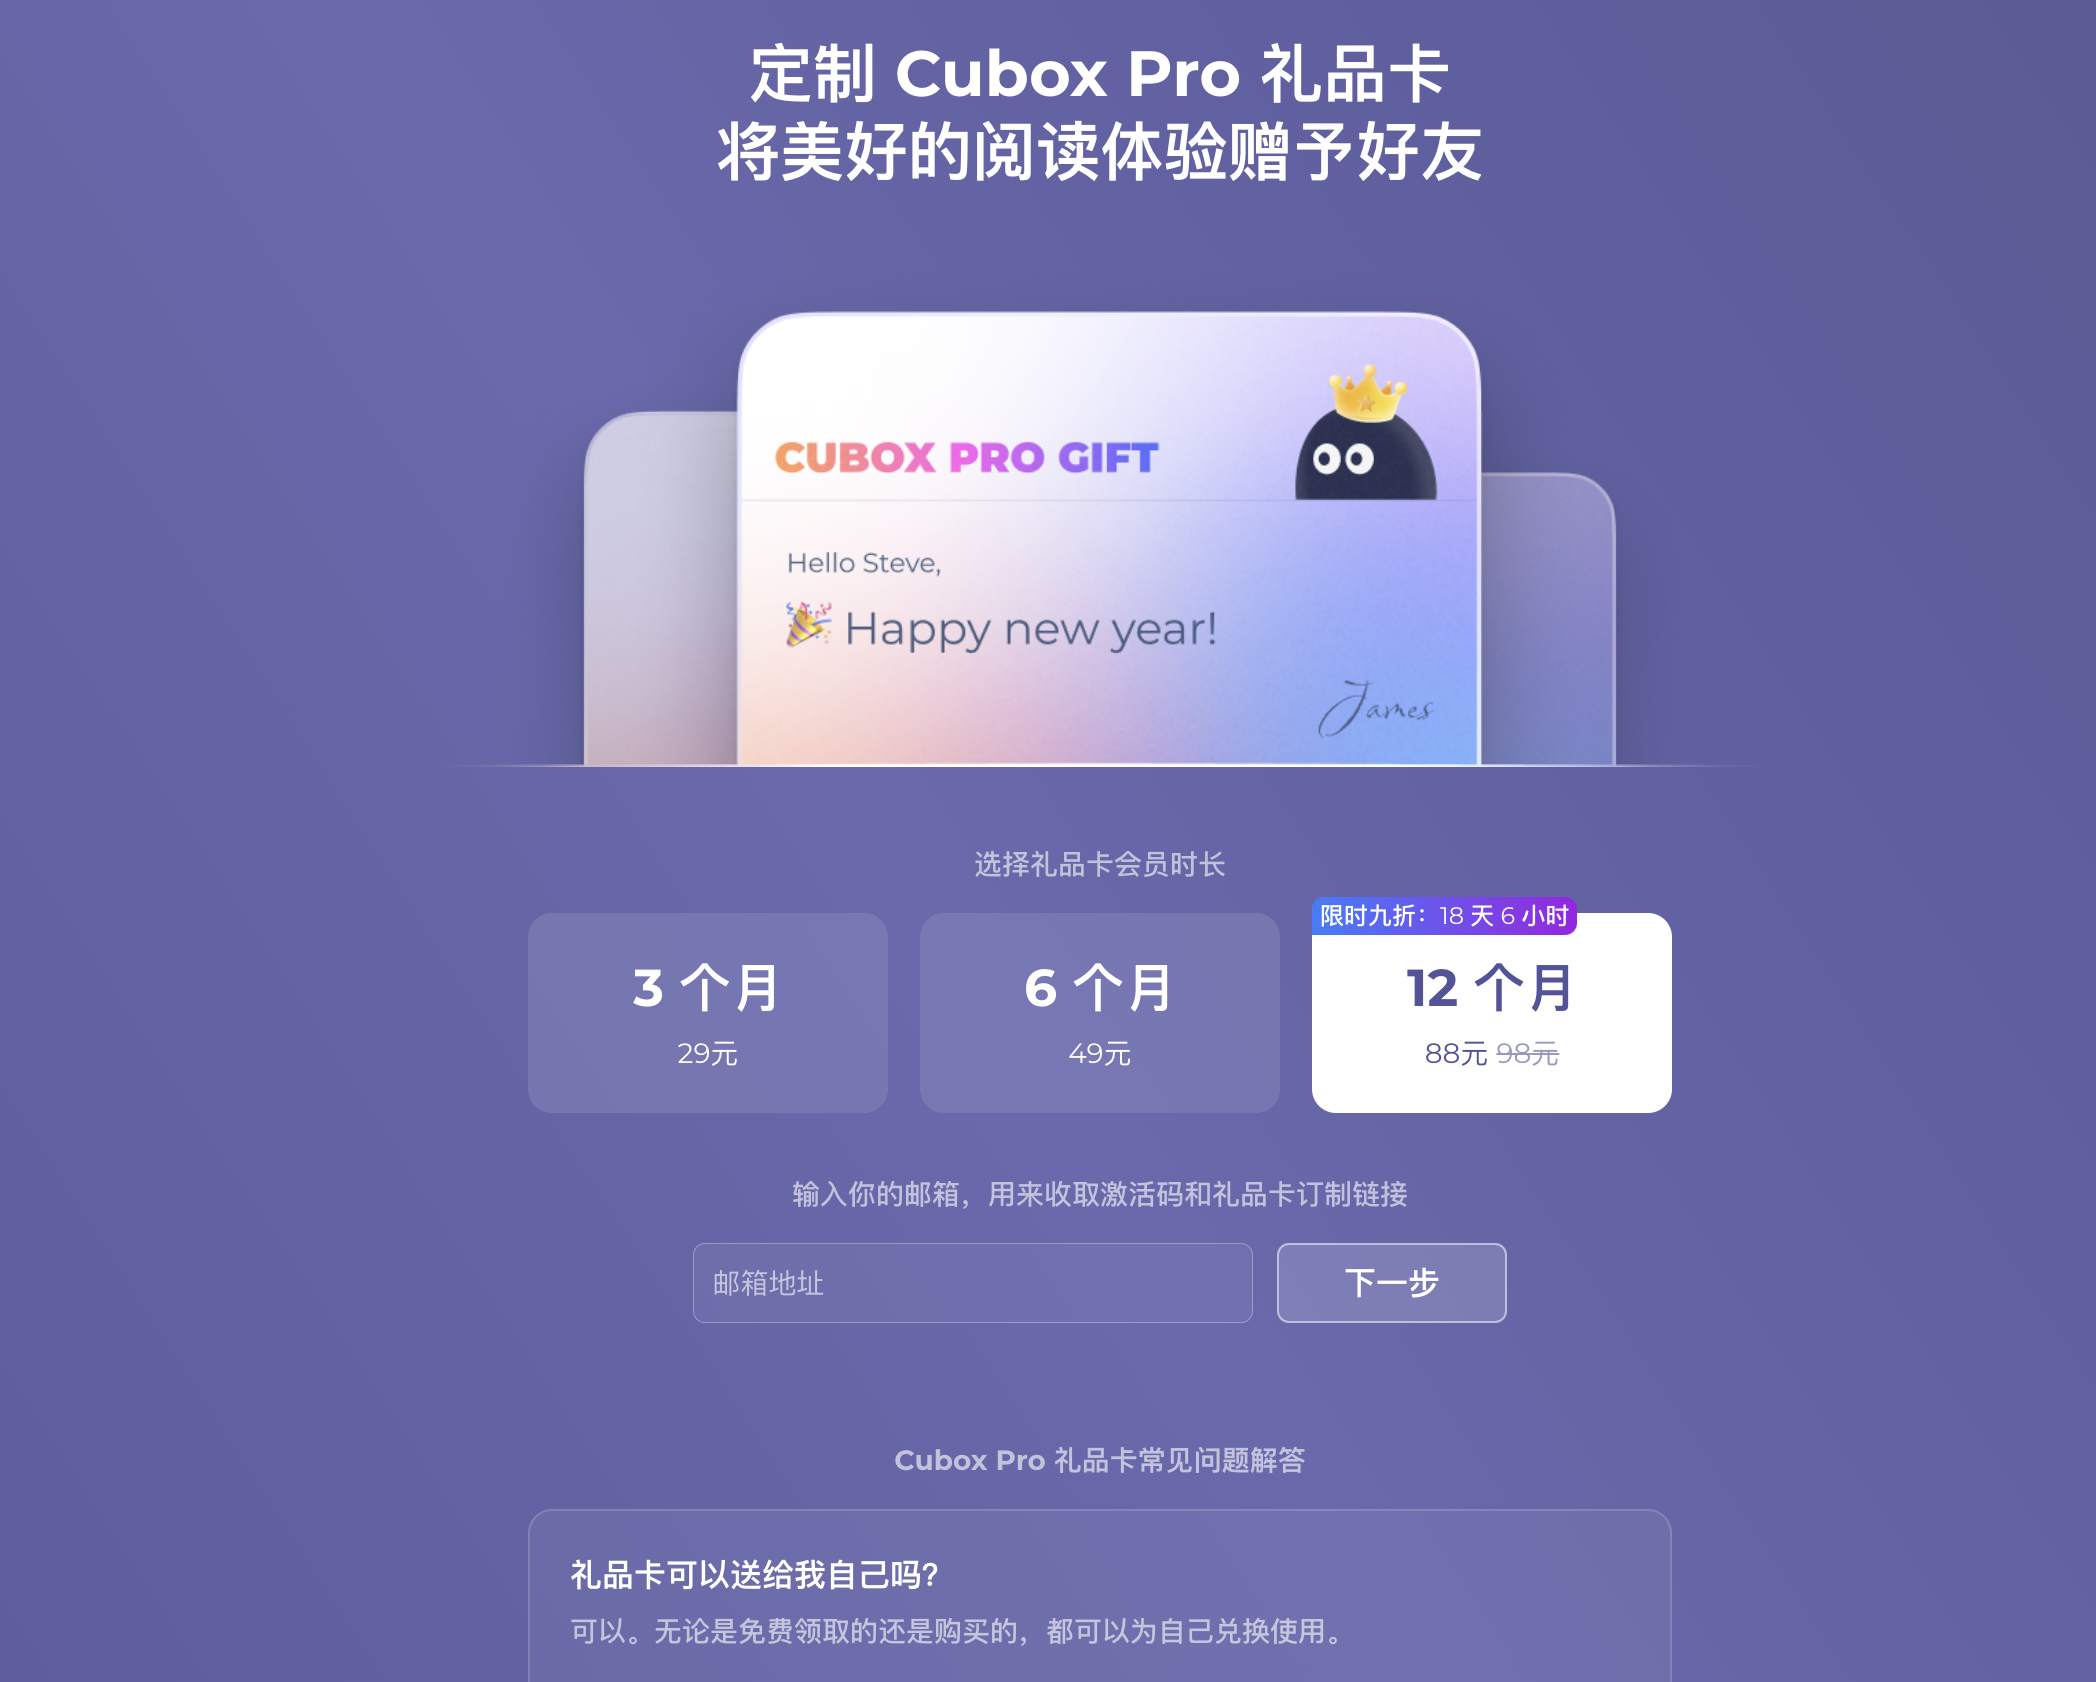 定制 Cubox Pro 礼品卡
将美好的阅读体验赠予好友
CUBOX PRO GIFT
Hello Steve,
🎉 Happy new year!
James
选择礼品卡会员时长
限时九折：18 天 6 小时
3 个月
29元
6 个月
49元
12 个月
88元 98元
输入你的邮箱，用来收取激活码和礼品卡订制链接
邮箱地址
下一步
Cubox Pro 礼品卡常见问题解答
礼品卡可以送给我自己吗？
可以。无论是免费领取的还是购买的，都可以为自己兑换使用。